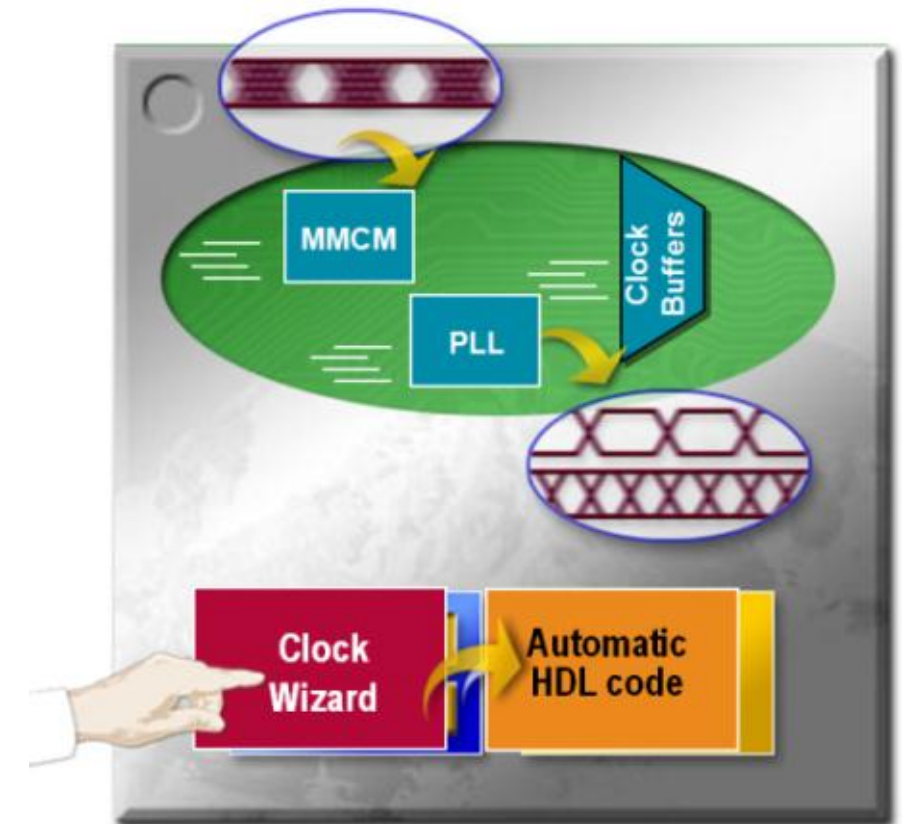 MMCM
Clock
Buffers
PLL
Clock
Wizard
Automatic
HDL code